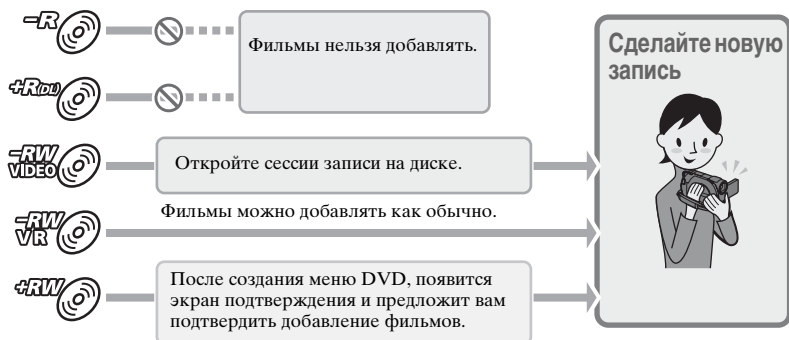 -R
Фильмы нельзя добавлять.
+R(DL)
-RW
VIDEO
Откройте сессии записи на диске.
-RW
VR
Фильмы можно добавлять как обычно.
+RW
После создания меню DVD, появится
экран подтверждения и предложит вам
подтвердить добавление фильмов.
Сделайте новую
запись